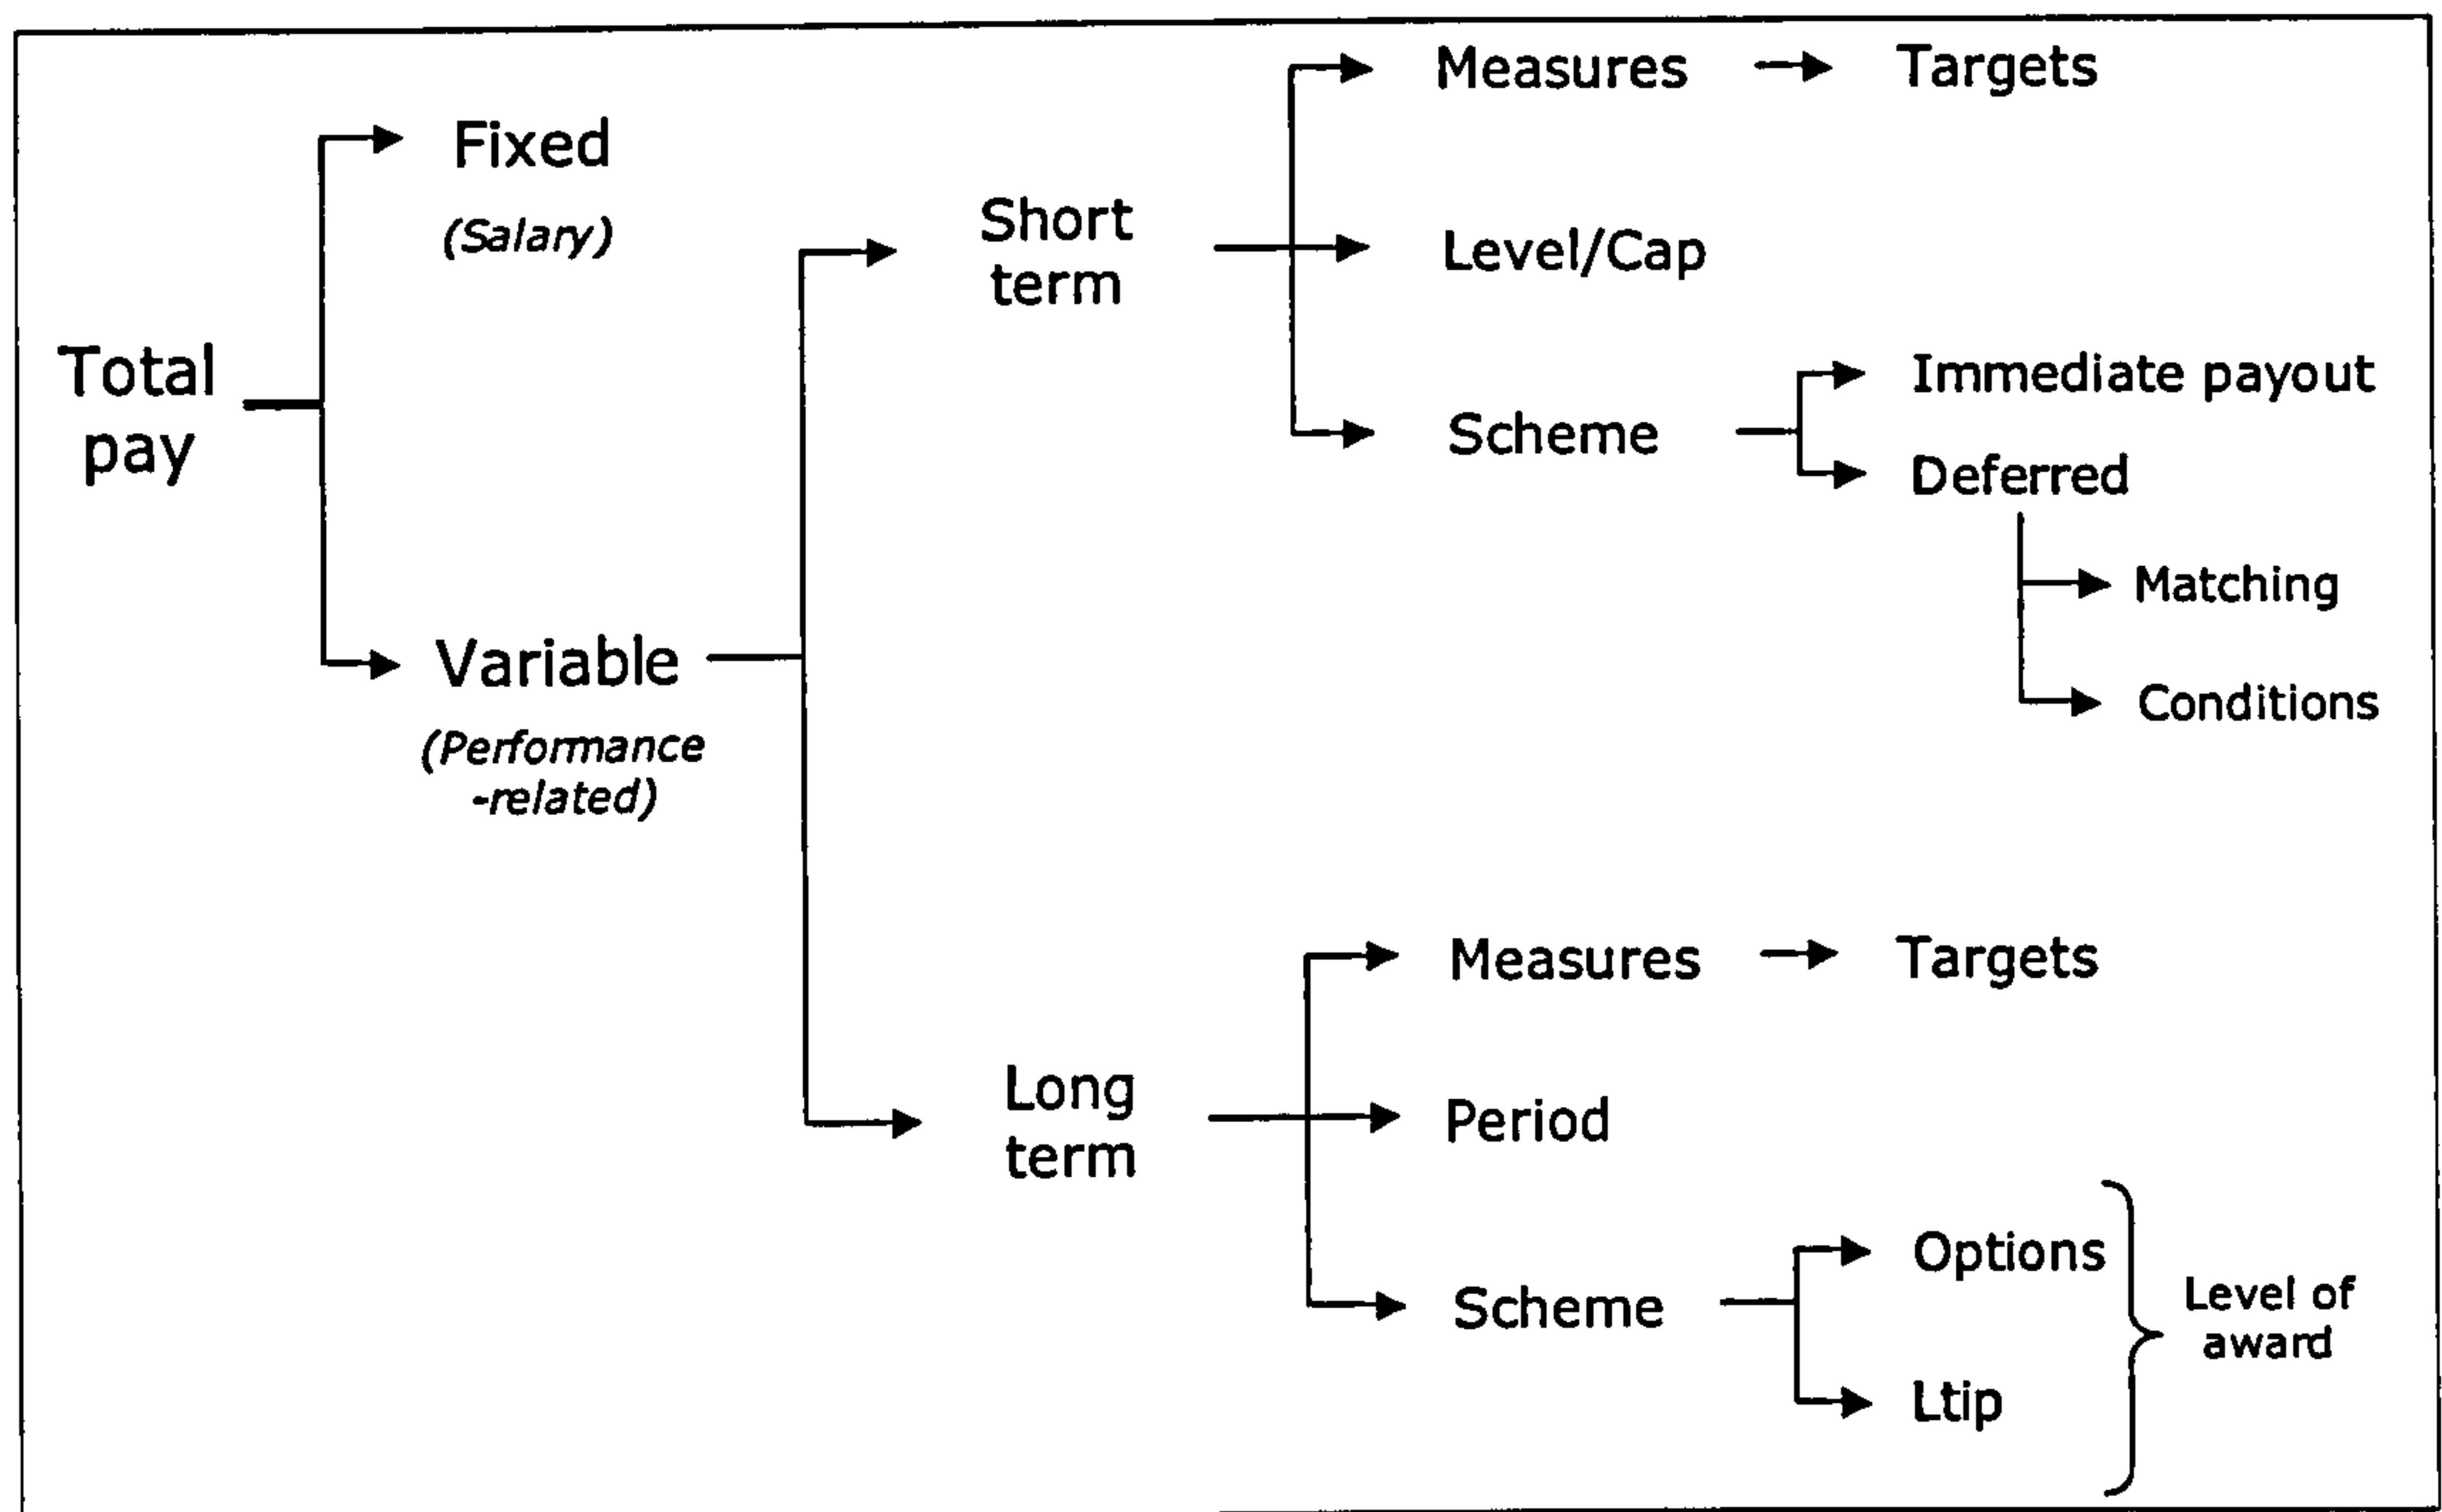 Total
pay
Fixed
(Salary)
Variable
(Performance
-related)
Short
term
Measures
Targets
Level/Cap
Scheme
Immediate payout
Deferred
Matching
Conditions
Long
term
Measures
Targets
Period
Scheme
Options
Ltip
Level of
award